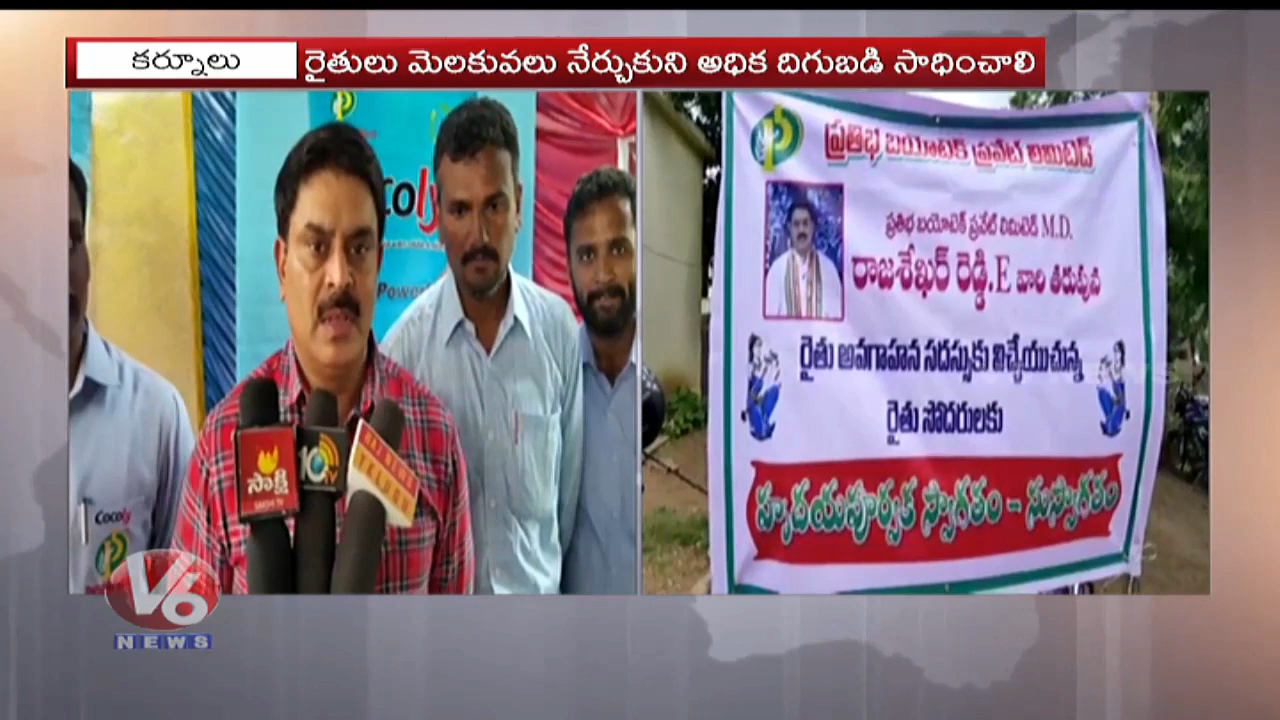 కర్నూలు
రైతులు మెలకువలు నేర్చుకుని అధిక దిగుబడి సాధించాలి
ప్రతిభ బయోటెక్ ప్రైవేట్ లిమిటెడ్
ప్రతిభ బయోటెక్ ప్రైవేట్ లిమిటెడ్ M.D.
రాజశేఖర్ రెడ్డి.E వారి తరుపున
రైతు అవగాహన సదస్సుకు విచ్చేయుచున్న
రైతు సోదరులకు
హృదయపూర్వక స్వాగతం - సుస్వాగతం
సాక్షి
10TV
Cocoly
V6
NEWS